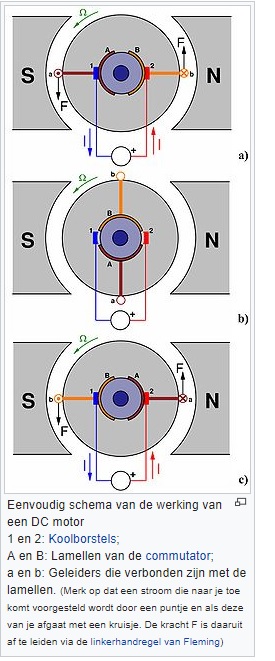 Ω
F
A B
S 1 2 N
a b
F
I + I
a)
b
Ω
B
S 1 2 N
A
a
+
b)
Ω
F
B A
S 1 2 N
b a
F
I + I
c)
Eenvoudig schema van de werking van
een DC motor
1 en 2: Koolborstels;
A en B: Lamellen van de commutator;
a en b: Geleiders die verbonden zijn met de
lamellen. (Merk op dat een stroom die naar je toe
komt voorgesteld wordt door een puntje en als deze
van je afgaat met een kruisje. De kracht F is daaruit
af te leiden via de linkerhandregel van Fleming)